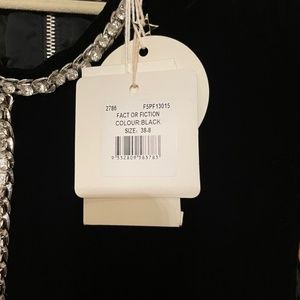 2786 F5PF13015
FACT OR FICTION
COLOUR:BLACK
SIZE: 38-8